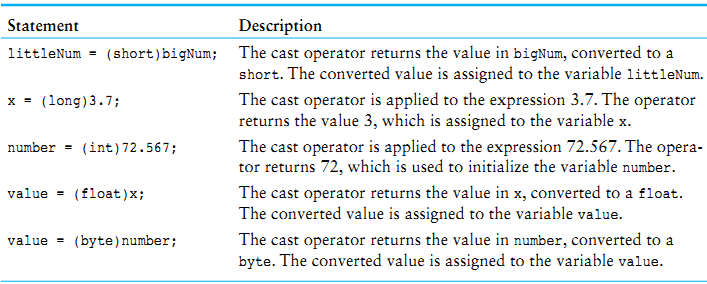 Statement Description
littleNum = (short)bigNum; The cast operator returns the value in bigNum, converted to a
short. The converted value is assigned to the variable littleNum.
x = (long)3.7; The cast operator is applied to the expression 3.7. The operator
returns the value 3, which is assigned to the variable x.
number = (int)72.567; The cast operator is applied to the expression 72.567. The opera-
tor returns 72, which is used to initialize the variable number.
value = (float)x; The cast operator returns the value in x, converted to a float.
The converted value is assigned to the variable value.
value = (byte)number; The cast operator returns the value in number, converted to a
byte. The converted value is assigned to the variable value.